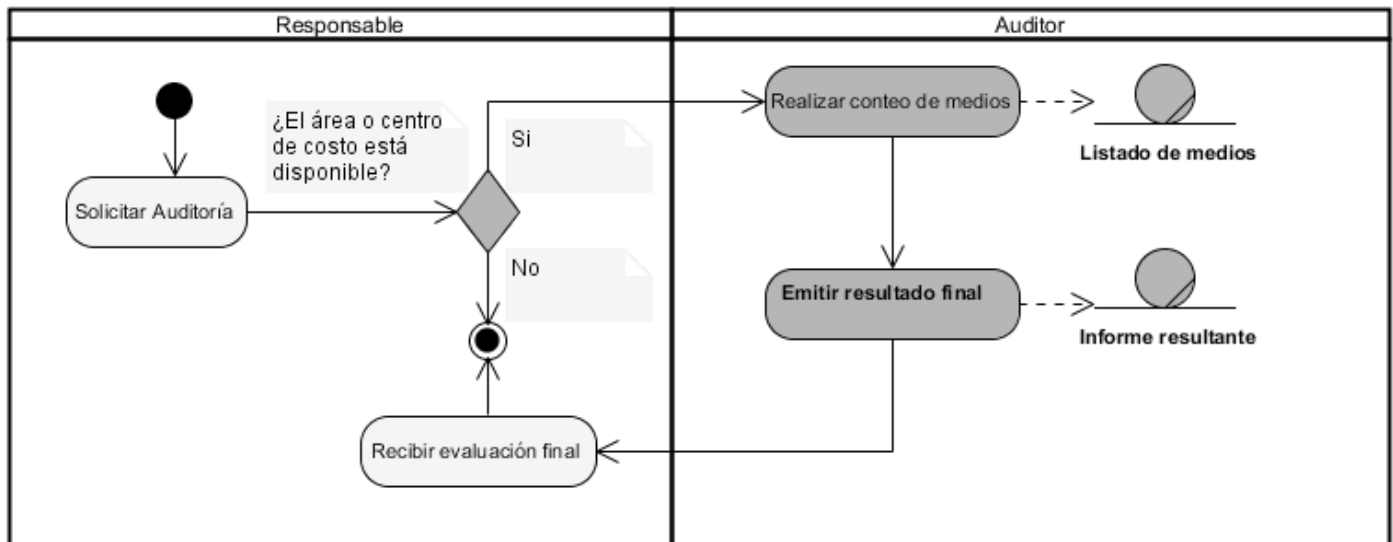 Responsable
Auditor
¿El área o centro
de costo está
disponible?
Si
Realizar conteo de medios
Listado de medios
Solicitar Auditoría
No
Emitir resultado final
Informe resultante
Recibir evaluación final